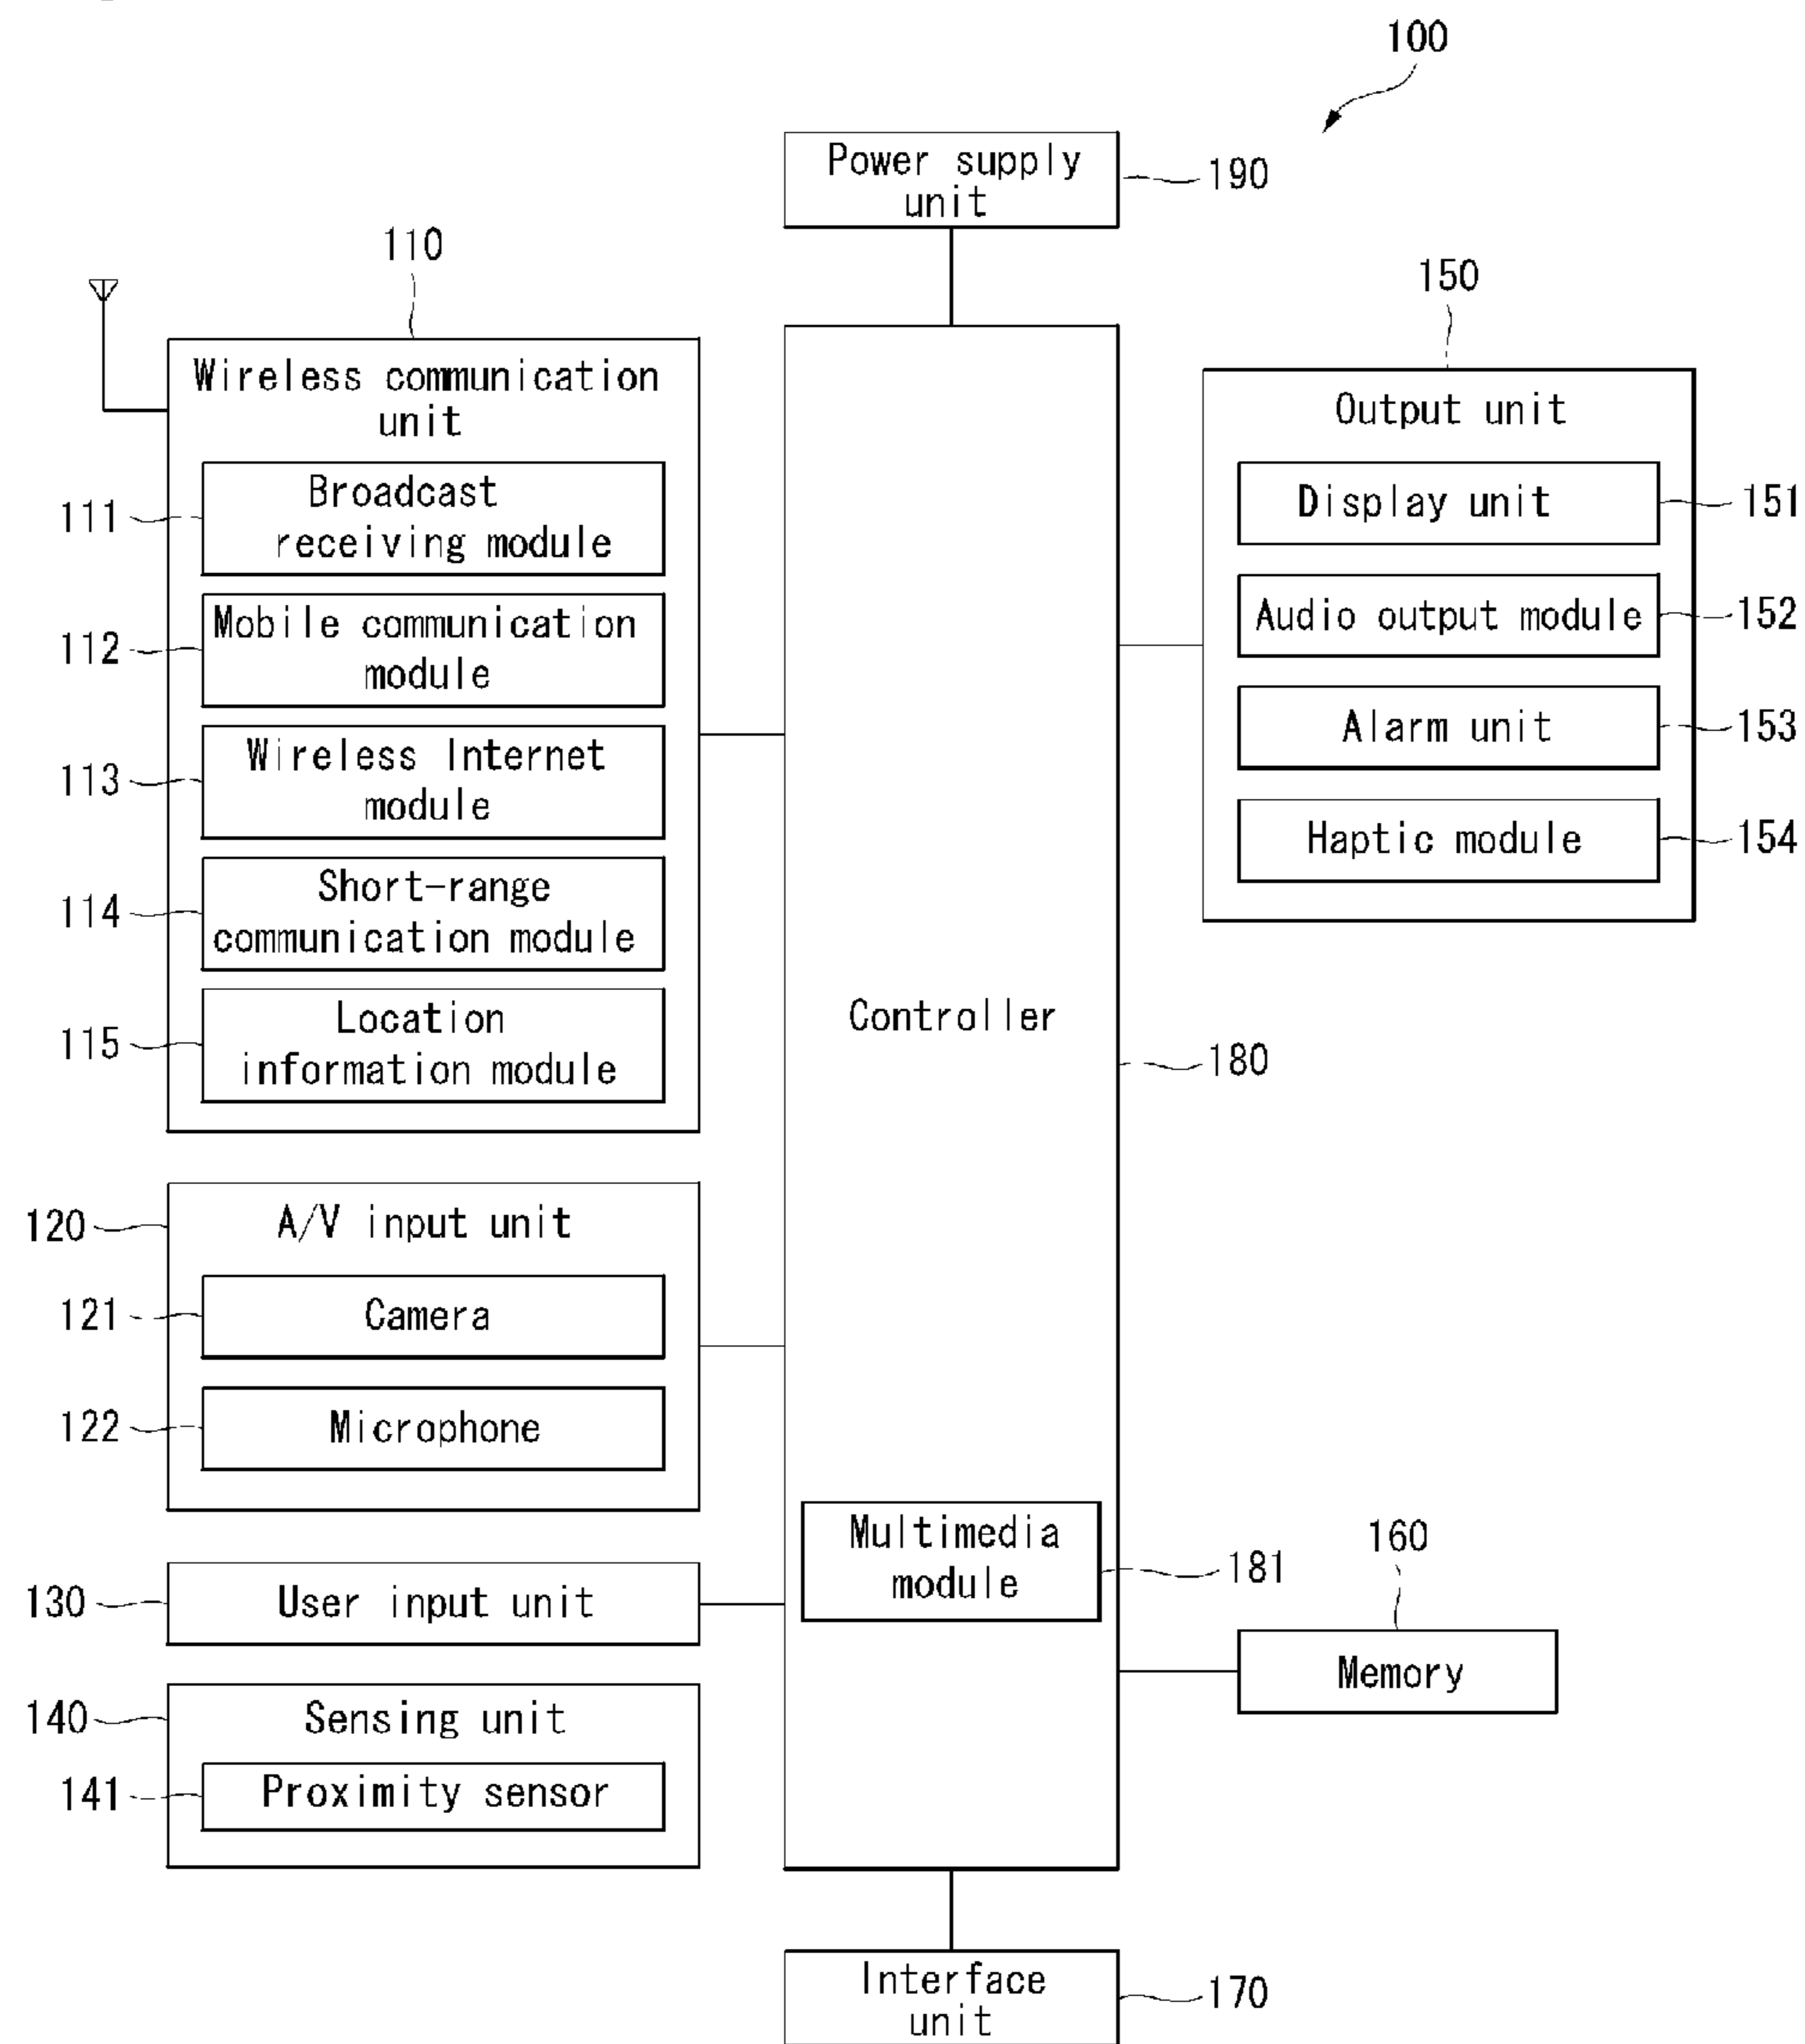 100
Power supply
unit
190
110
Wireless communication
unit
111
Broadcast
receiving module
112
Mobile communication
module
113
Wireless Internet
module
114
Short-range
communication module
115
Location
information module
150
Output unit
Display unit
151
Audio output module
152
Alarm unit
153
Haptic module
154
Controller
180
120
A/V input unit
121
Camera
122
Microphone
Multimedia
module
181
130
User input unit
160
Memory
140
Sensing unit
141
Proximity sensor
Interface
unit
170